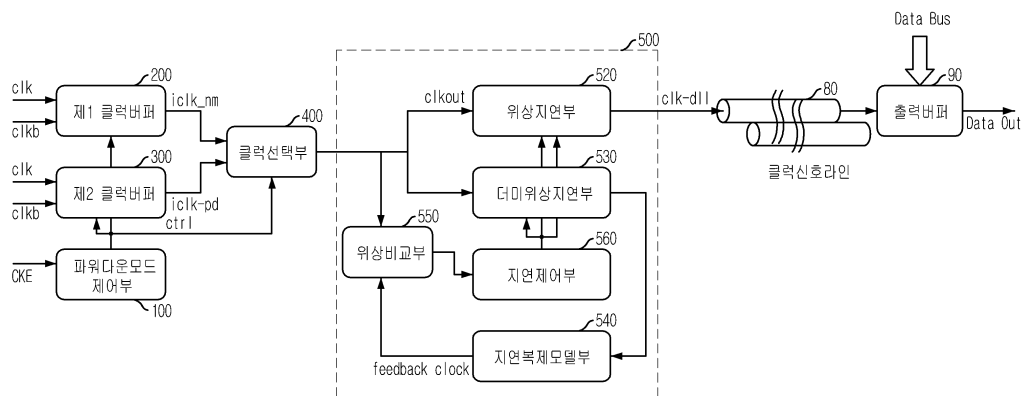 Data Bus
500
200
520
80
90
clk
제1 클럭버퍼
iclk_nm
clkout
위상지연부
clk-dll
출력버퍼
clkb
400
Data Out
300
클럭선택부
530
클럭신호라인
clk
제2 클럭버퍼
더미위상지연부
clkb
iclk-pd
ctrl
550
560
위상비교부
지연제어부
CKE
파워다운모드
제어부
100
540
지연복제모델부
feedback clock